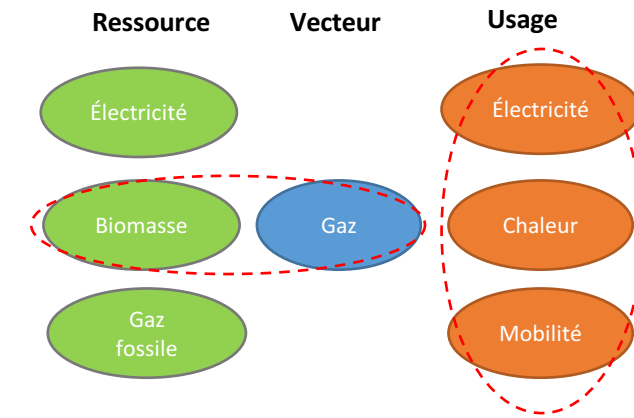 Ressource Vecteur Usage
Électricité Électricité
Biomasse Gaz Chaleur
Gaz
fossile
Mobilité